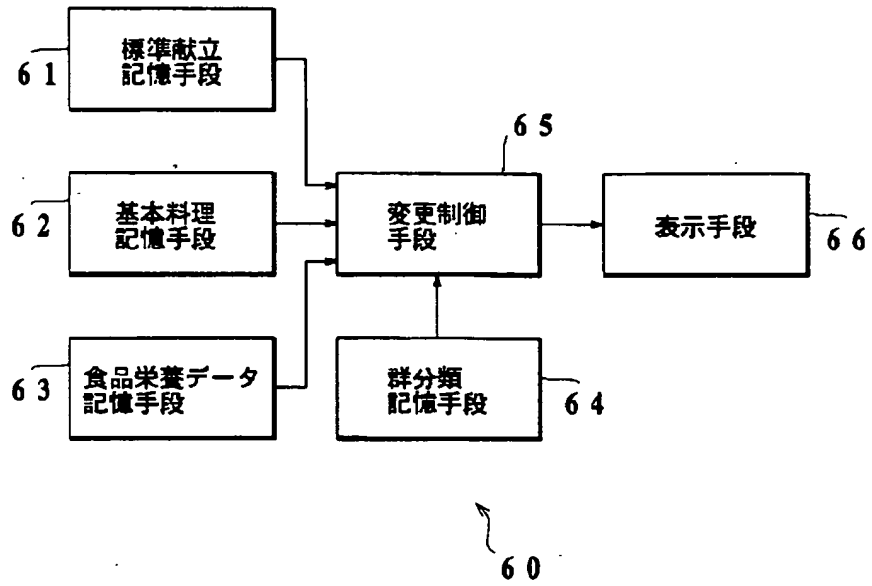 標準献立
記憶手段
61
65
基本料理
記憶手段
62
変更制御
手段
表示手段
66
食品栄養データ
記憶手段
63
群分類
記憶手段
64
60